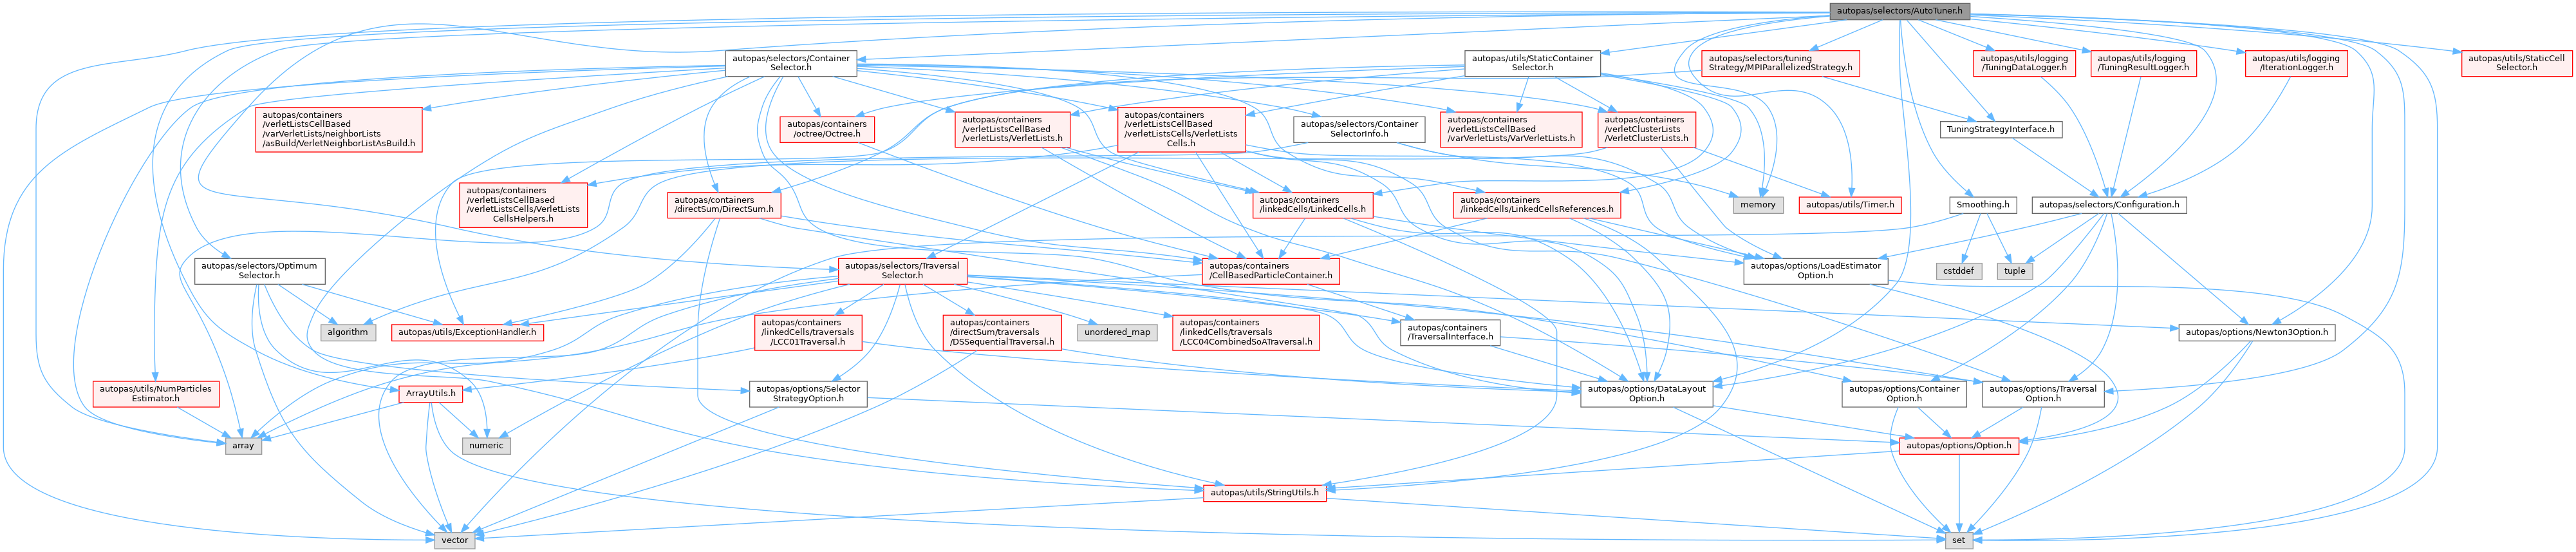 autopas/selectors/AutoTuner.h
autopas/selectors/Container
Selector.h
autopas/utils/StaticContainer
Selector.h
autopas/selectors/tuning
Strategy/MPIParallelizedStrategy.h
autopas/utils/logging
/TuningDataLogger.h
autopas/utils/logging
/TuningResultLogger.h
autopas/utils/logging
/IterationLogger.h
autopas/utils/StaticCell
Selector.h
autopas/containers
/verletListsCellBased
/varVerletLists/neighborLists
/asBuild/VerletNeighborListAsBuild.h
autopas/containers
/octree/Octree.h
autopas/containers
/verletListsCellBased
/verletLists/VerletLists.h
autopas/containers
/verletListsCellBased
/verletListsCells/VerletLists
Cells.h
autopas/selectors/Container
SelectorInfo.h
autopas/containers
/verletListsCellBased
/varVerletLists/VarVerletLists.h
autopas/containers
/verletClusterLists
/VerletClusterLists.h
TuningStrategyInterface.h
autopas/containers
/verletListsCellBased
/verletListsCells/VerletLists
CellsHelpers.h
autopas/containers
/directSum/DirectSum.h
autopas/containers
/linkedCells/LinkedCells.h
autopas/containers
/linkedCells/LinkedCellsReferences.h
memory
autopas/utils/Timer.h
Smoothing.h
autopas/selectors/Configuration.h
autopas/selectors/Optimum
Selector.h
autopas/selectors/Traversal
Selector.h
autopas/containers
/CellBasedParticleContainer.h
autopas/options/LoadEstimator
Option.h
cstddef
tuple
algorithm
autopas/utils/ExceptionHandler.h
autopas/containers
/linkedCells/traversals
/LCC01Traversal.h
autopas/containers
/directSum/traversals
/DSSequentialTraversal.h
unordered_map
autopas/containers
/linkedCells/traversals
/LCC04CombinedSoATraversal.h
autopas/containers
/TraversalInterface.h
autopas/options/Newton3Option.h
autopas/utils/NumParticles
Estimator.h
ArrayUtils.h
autopas/options/Selector
StrategyOption.h
autopas/options/DataLayout
Option.h
autopas/options/Container
Option.h
autopas/options/Traversal
Option.h
array
numeric
autopas/options/Option.h
autopas/utils/StringUtils.h
vector
set